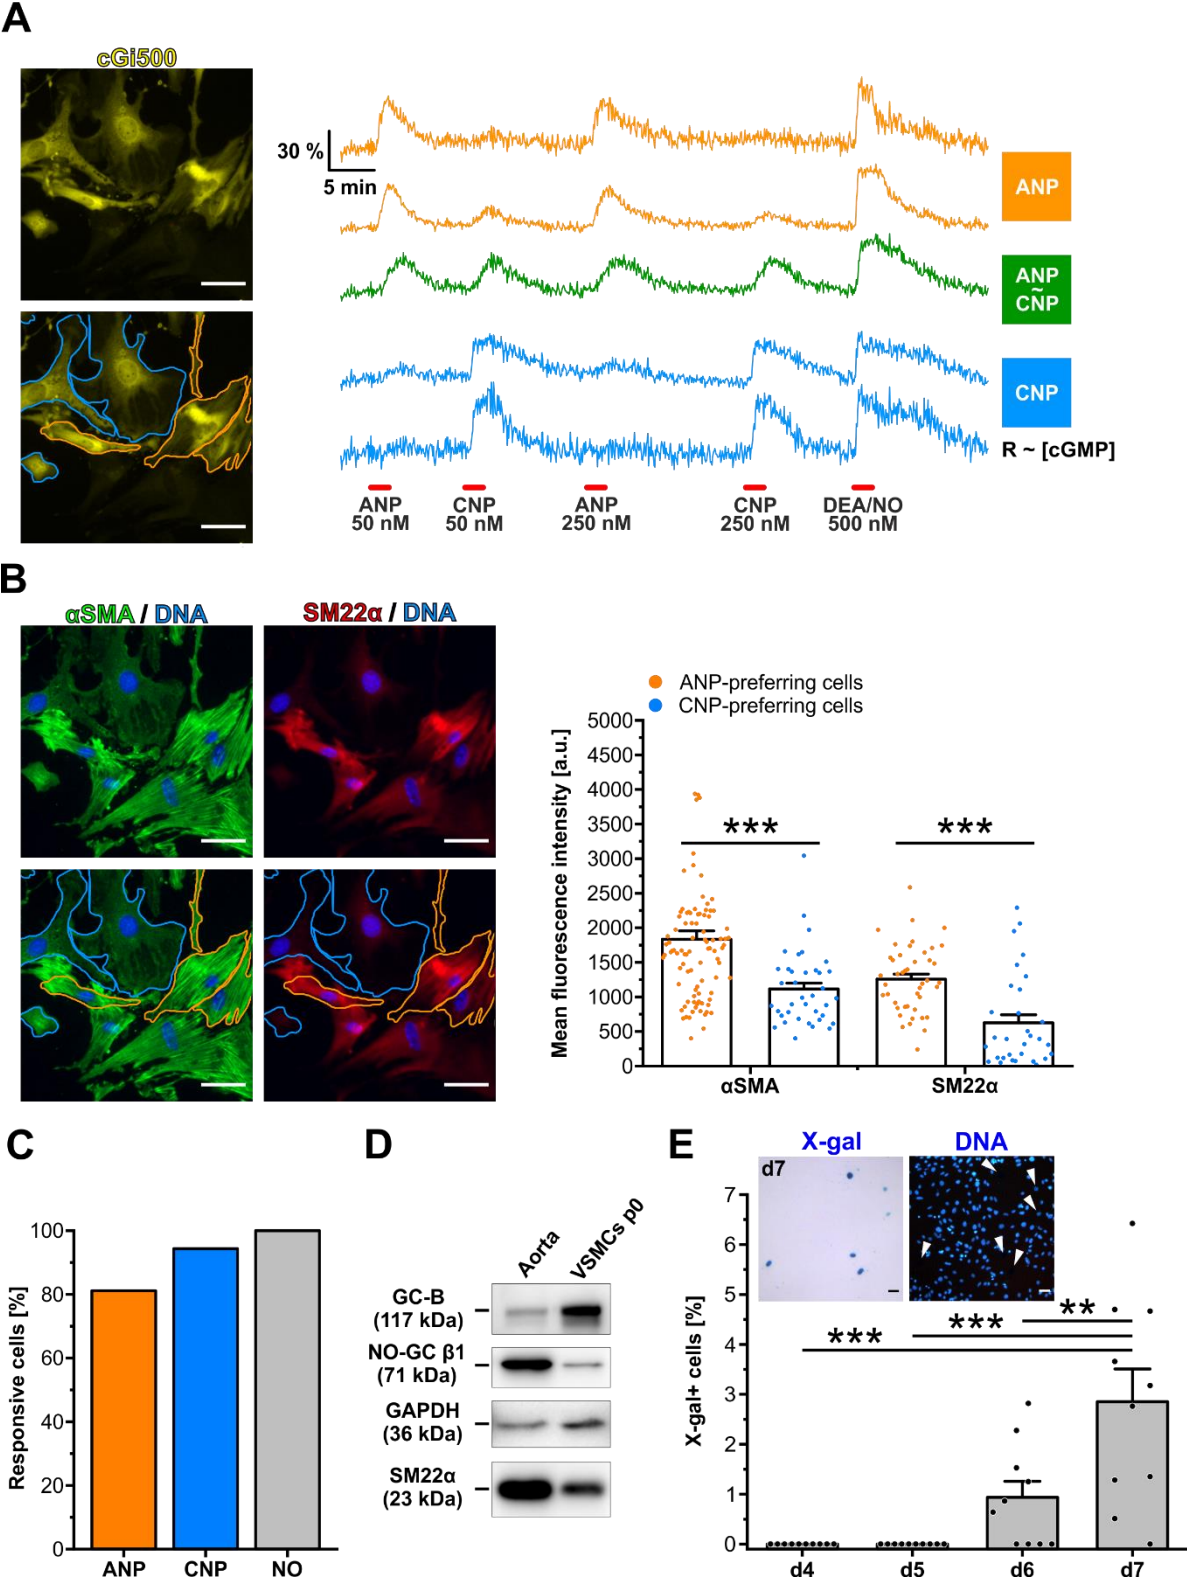 A
cGi500
30 %
5 min
ANP
ANP
~
CNP
CNP
R ~ [cGMP]
ANP
50 nM
CNP
50 nM
ANP
250 nM
CNP
250 nM
DEA/NO
500 nM
B
αSMA / DNA
SM22α / DNA
ANP-preferring cells
CNP-preferring cells
Mean fluorescence intensity [a.u.]
5000
4500
4000
3500
3000
2500
2000
1500
1000
500
0
***
***
αSMA
SM22α
C
Responsive cells [%]
100
80
60
40
20
0
ANP
CNP
NO
D
Aorta
VSMCs p0
GC-B
(117 kDa)
NO-GC β1
(71 kDa)
GAPDH
(36 kDa)
SM22α
(23 kDa)
E
X-gal
DNA
d7
X-gal+ cells [%]
7
6
5
4
3
2
1
0
***
***
**
d4
d5
d6
d7